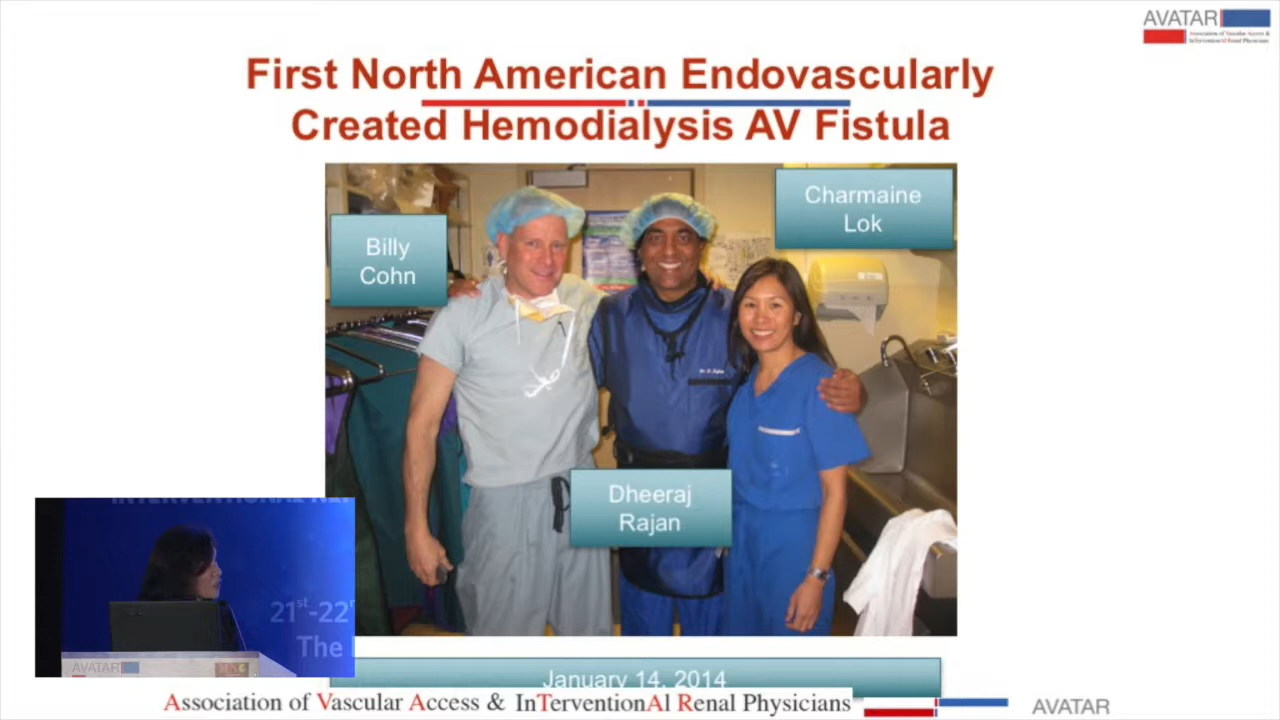 AVATAR
Association of Vascular Access &
InTerventionAl Renal Physicians
First North American Endovascularly
Created Hemodialysis AV Fistula
Charmaine
Lok
Billy
Cohn
Dheeraj
Rajan
21st-22
The
AVATAR
January 14, 2014
Association of Vascular Access & InTerventionAl Renal Physicians
AVATAR